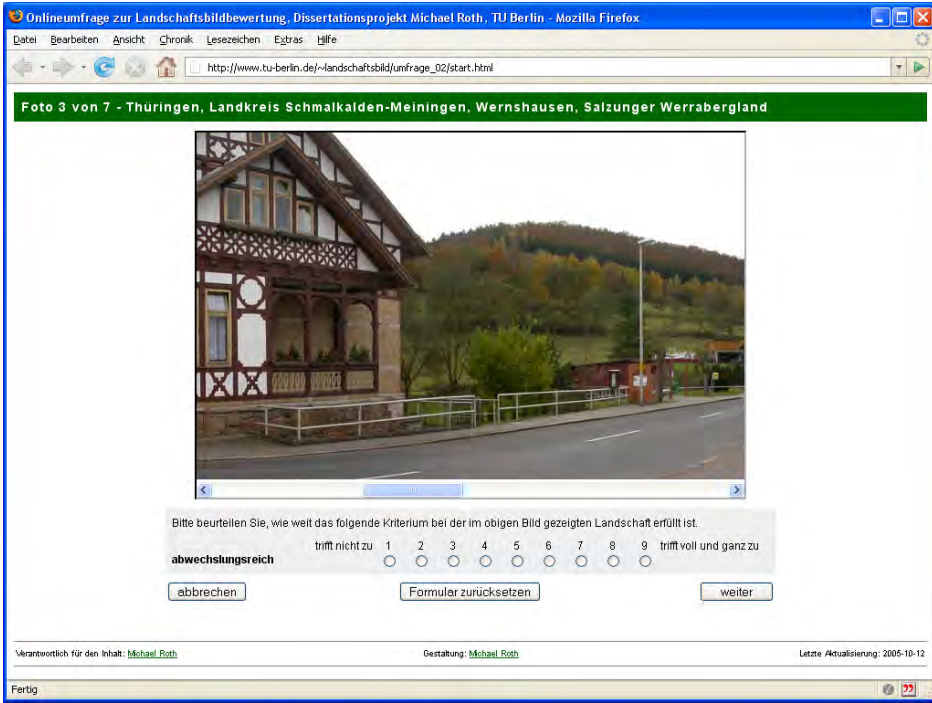 Onlineumfrage zur Landschaftsbildbewertung, Dissertationsprojekt Michael Roth, TU Berlin - Mozilla Firefox
Datei Bearbeiten Ansicht Chronik Lesezeichen Extras Hilfe
http://www.tu-berlin.de/~landschaftsbild/umfrage_02/start.html
Foto 3 von 7 - Thüringen, Landkreis Schmalkalden-Meiningen, Wernshausen, Salzunger Werrabergland
Bitte beurteilen Sie, wie weit das folgende Kriterium bei der im obigen Bild gezeigten Landschaft erfüllt ist.
trifft nicht zu 1 2 3 4 5 6 7 8 9 trifft voll und ganz zu
abwechslungsreich
abbrechen Formular zurücksetzen weiter
Verantwortlich für den Inhalt: Michael Roth Gestaltung: Michael Roth Letzte Aktualisierung: 2005-10-12
Fertig